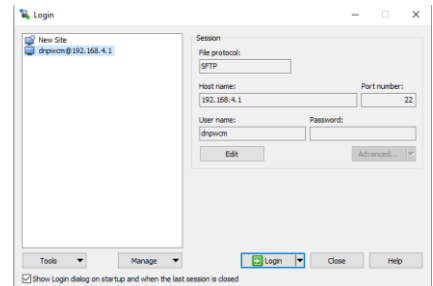 Login
New Site
dnpwcm@192.168.4.1
Session
File protocol:
SFTP
Host name:
Port number:
192.168.4.1
22
User name:
Password:
dnpwcm
Edit
Advanced...
Tools
Manage
Login
Close
Help
Show Login dialog on startup and when the last session is closed